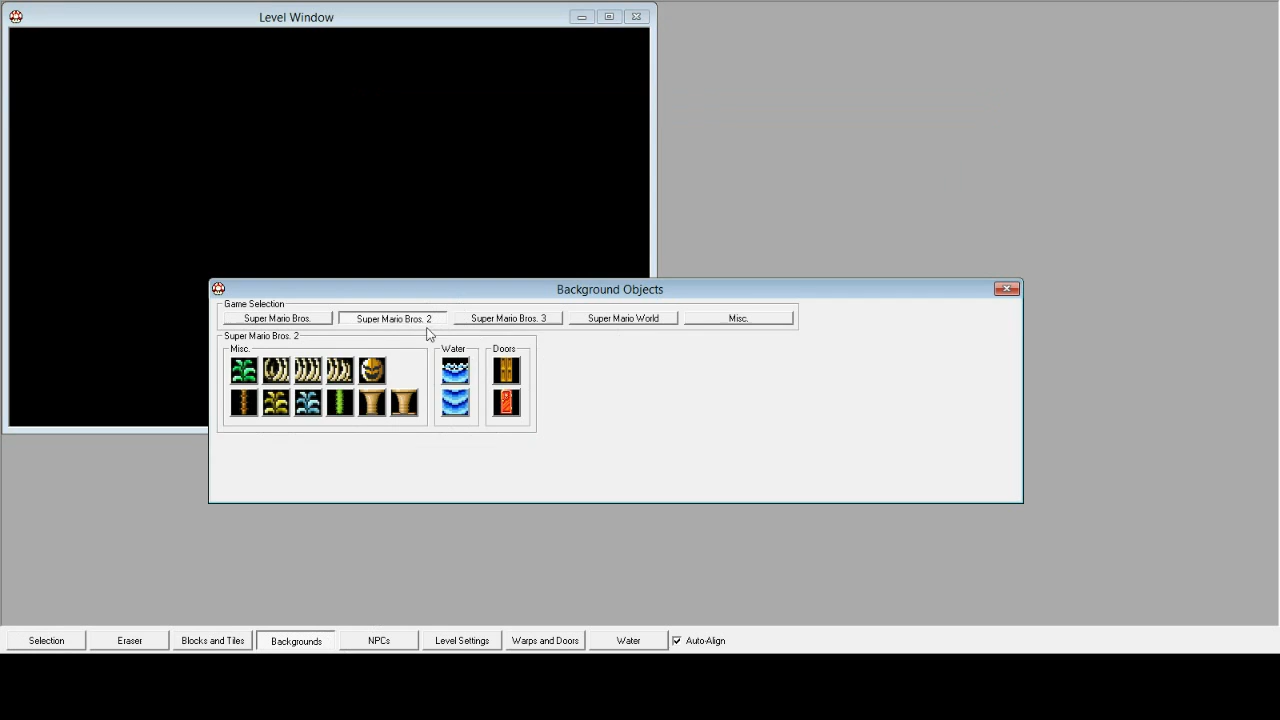 Level Window
Background Objects
Game Selection
Super Mario Bros. Super Mario Bros. 2 Super Mario Bros. 3 Super Mario World Misc.
Super Mario Bros. 2
Misc. Water Doors
Selection Eraser Blocks and Tiles Backgrounds NPCs Level Settings Warps and Doors Water Auto-Align